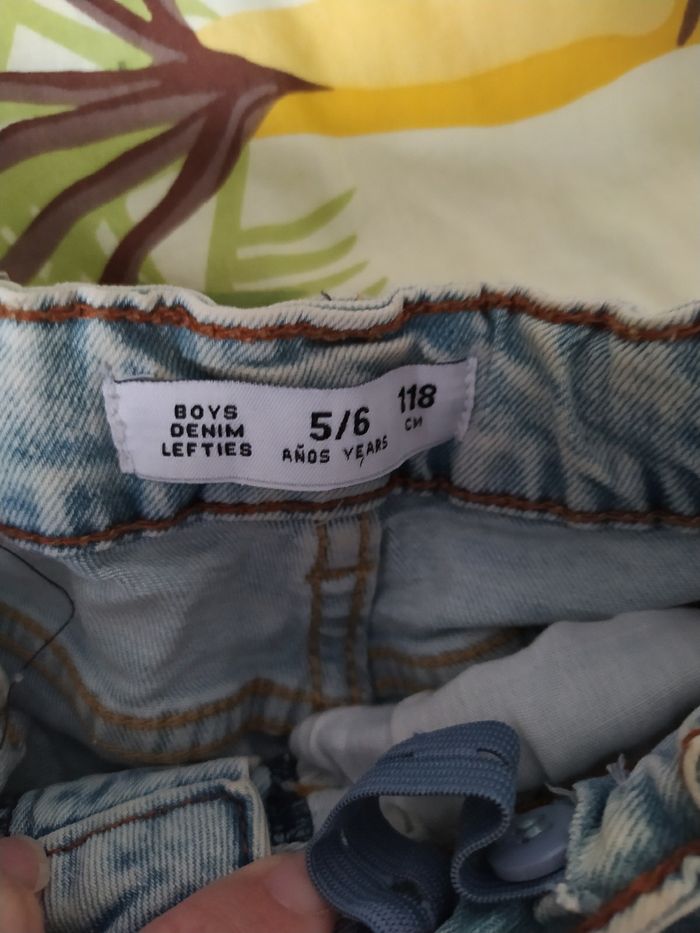 BOYS
DENIM
LEFTIES
5/6
AÑOS YEARS
118
CM